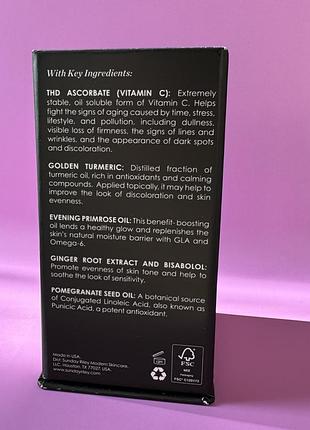 With Key Ingredients:
THD ASCORBATE (VITAMIN C): Extremely
stable, oil soluble form of Vitamin C. Helps
fight the signs of aging caused by time, stress,
lifestyle, and pollution, including dullness,
visible loss of firmness, the signs of lines and
wrinkles, and the appearance of dark spots
and discoloration.
GOLDEN TURMERIC: Distilled fraction of
turmeric oil, rich in antioxidants and calming
compounds. Applied topically, it may help to
improve the look of discoloration and skin
evenness.
EVENING PRIMROSE OIL: This benefit- boosting
oil lends a healthy glow and replenishes the
skin's natural moisture barrier with GLA and
Omega-6.
GINGER ROOT EXTRACT AND BISABOLOL:
Promote evenness of skin tone and help to
soothe the look of sensitivity.
POMEGRANATE SEED OIL: A botanical source
of Conjugated Linoleic Acid, also known as
Punicic Acid, a potent antioxidant.
Made in USA.
Dist. Sunday Riley Modern Skincare,
LLC. Houston, TX 77027, USA.
www.sundayriley.com
FSC
MIX
Packaging